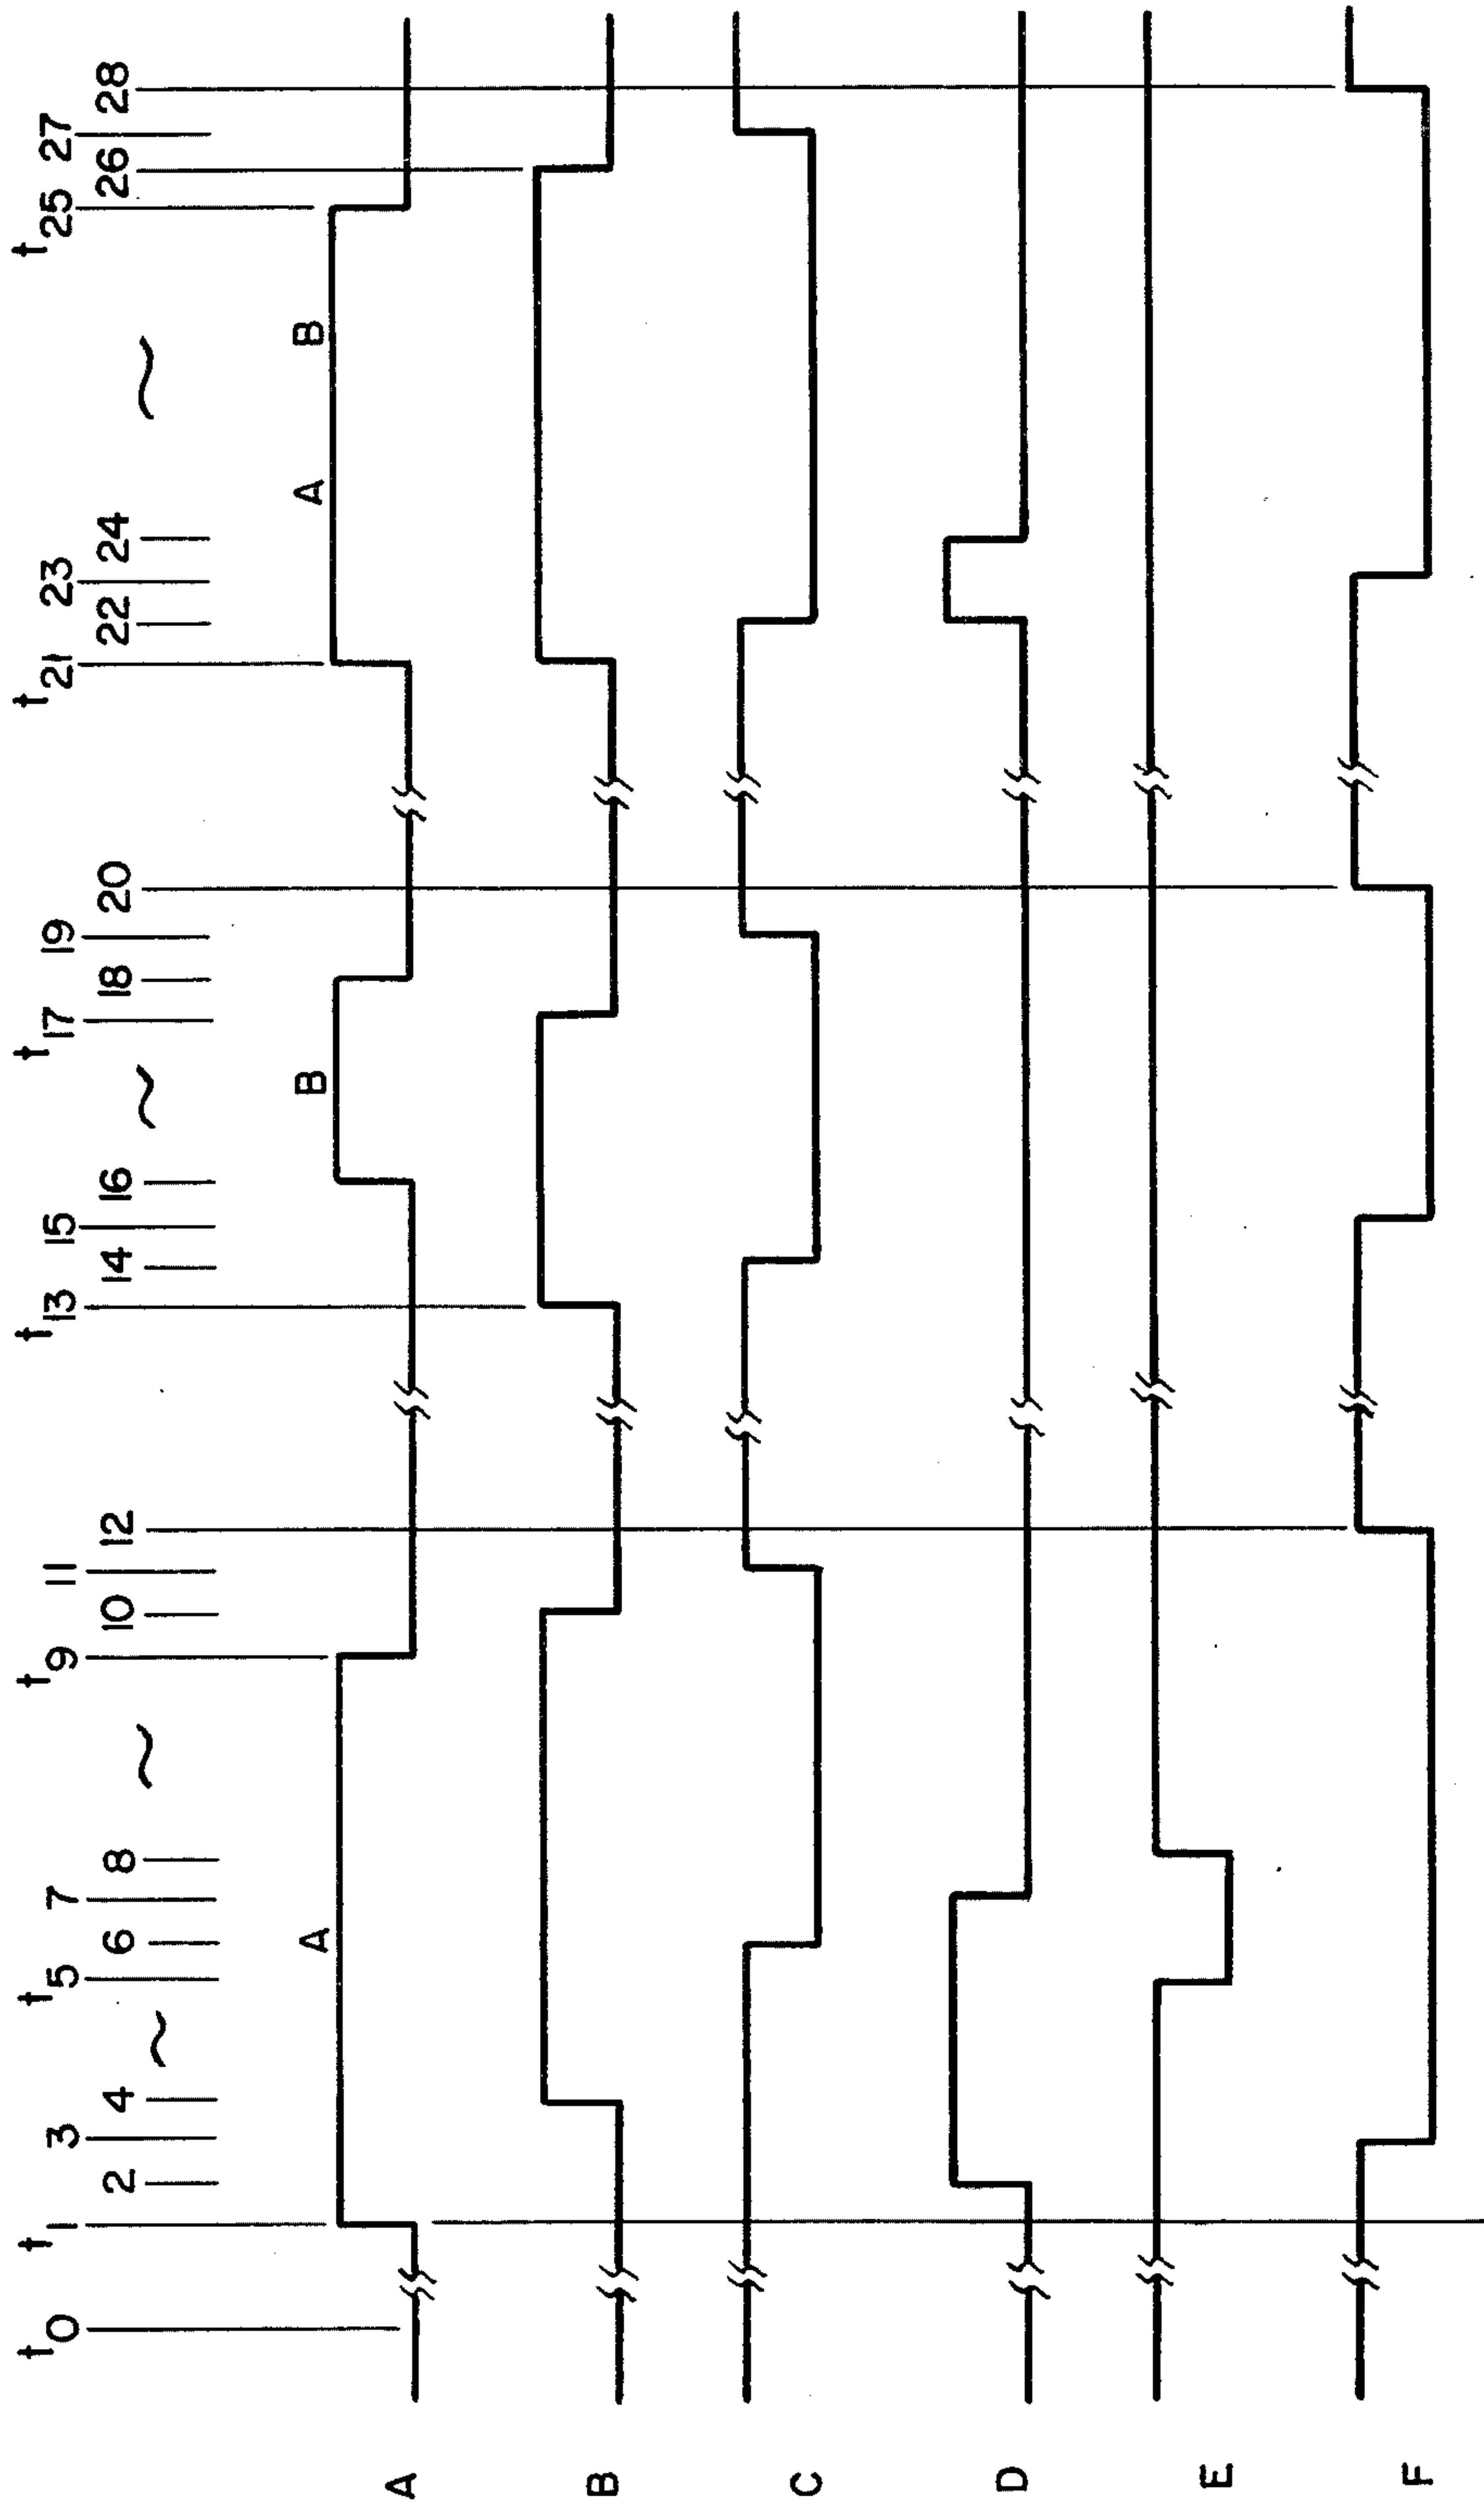 t0 t1 3 t5 7 t9 11 t13 15 t17 19 t21 23 t25 27
2 4 ~ 6 8 ~ 10 12 14 16 ~ 18 20 22 24 ~ 26 28
A A B A B
B
C
D
E
F